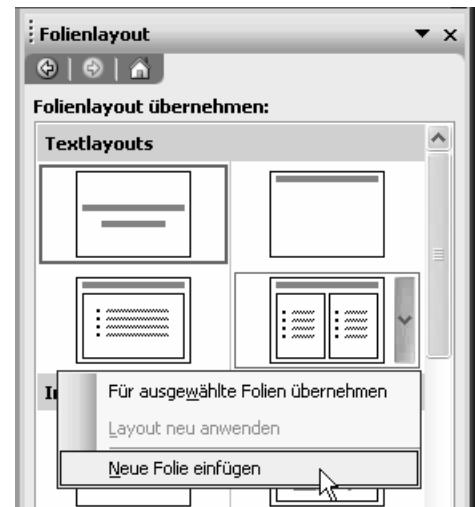 Folienlayout
Folienlayout übernehmen:
Textlayouts
Für ausgewählte Folien übernehmen
Layout neu anwenden
Neue Folie einfügen